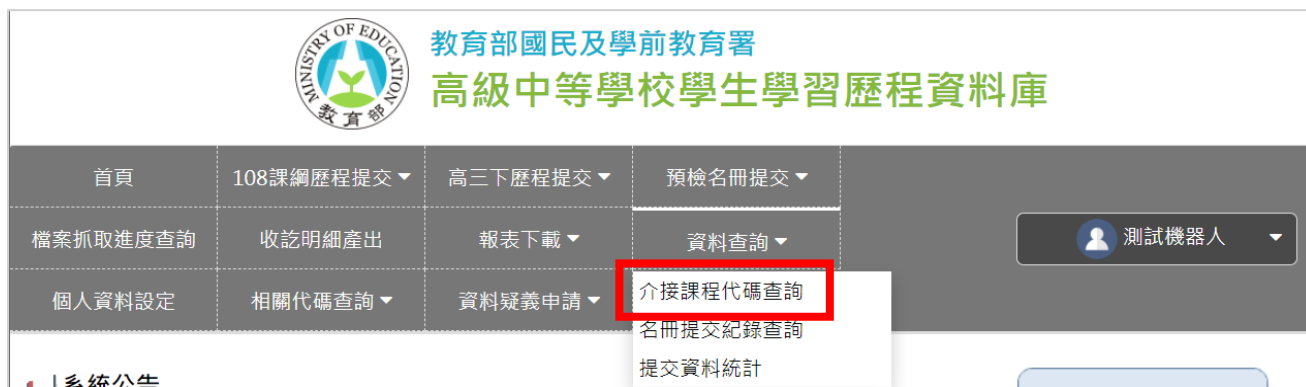 MINISTRY OF EDUCATION
教育部
教育部國民及學前教育署
高級中等學校學生學習歷程資料庫
首頁
108課綱歷程提交
高三下歷程提交
預檢名冊提交
檔案抓取進度查詢
收訖明細產出
報表下載
資料查詢
測試機器人
個人資料設定
相關代碼查詢
資料疑義申請
介接課程代碼查詢
名冊提交紀錄查詢
提交資料統計
系統公告